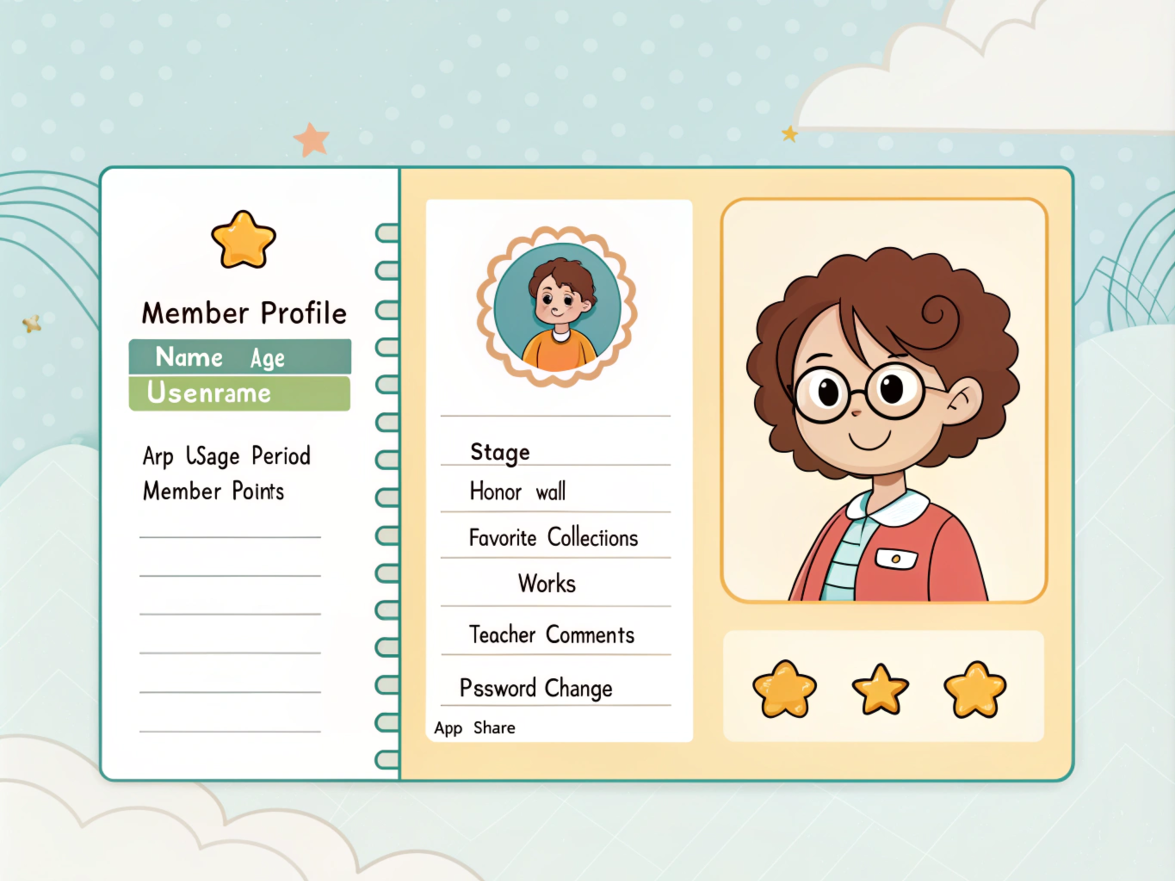 Member Profile
Name Age
Usenrame
Arp USage Period
Member Points
Stage
Honor wall
Favorite Collections
Works
Teacher Comments
Pssword Change
App Share